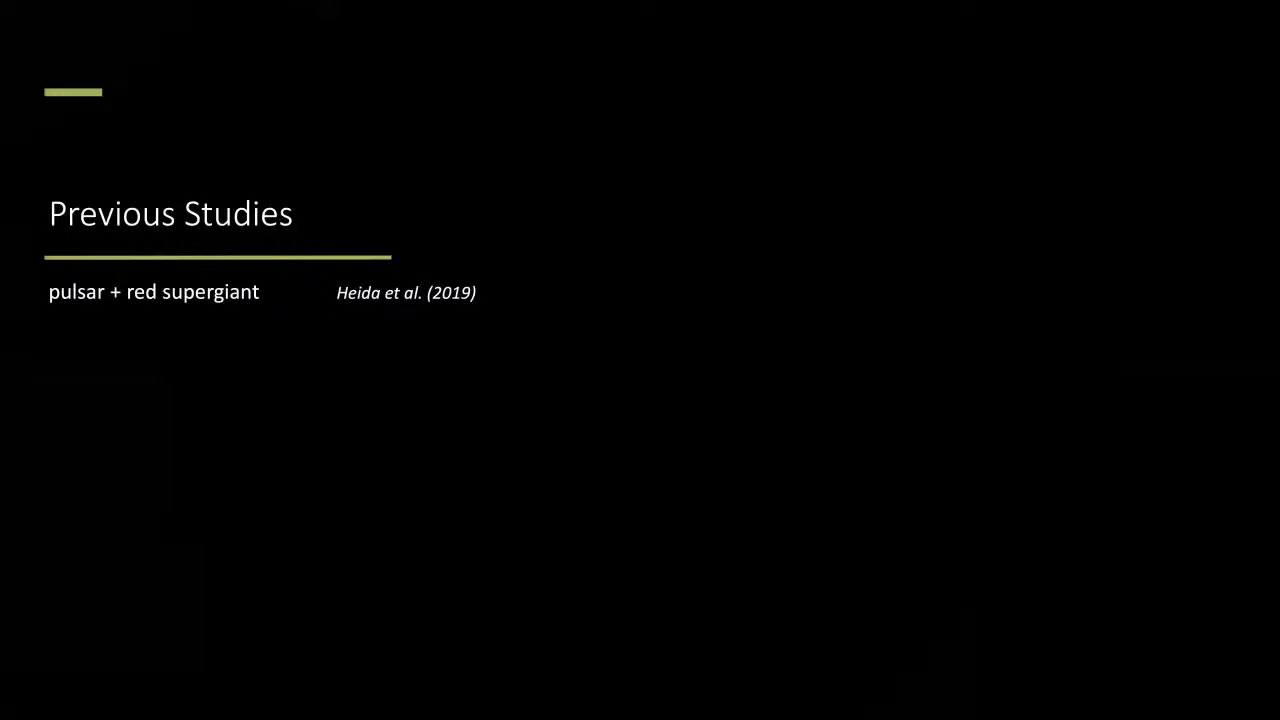 Previous Studies
pulsar + red supergiant Heida et al. (2019)